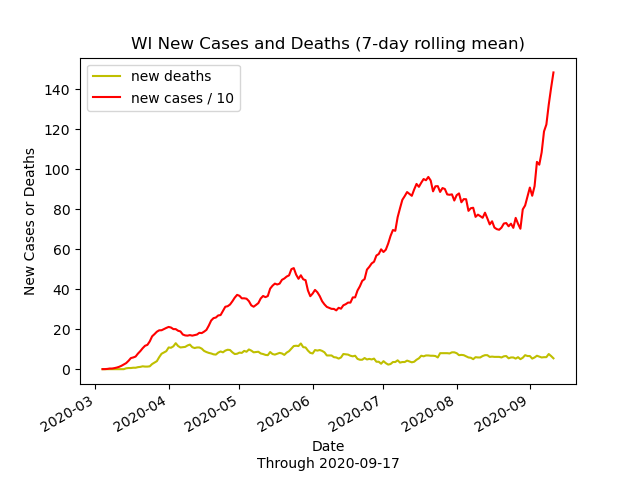 WI New Cases and Deaths (7-day rolling mean)
new deaths
new cases / 10
New Cases or Deaths
140
120
100
80
60
40
20
0
2020-03
2020-04
2020-05
2020-06
2020-07
2020-08
2020-09
Date
Through 2020-09-17